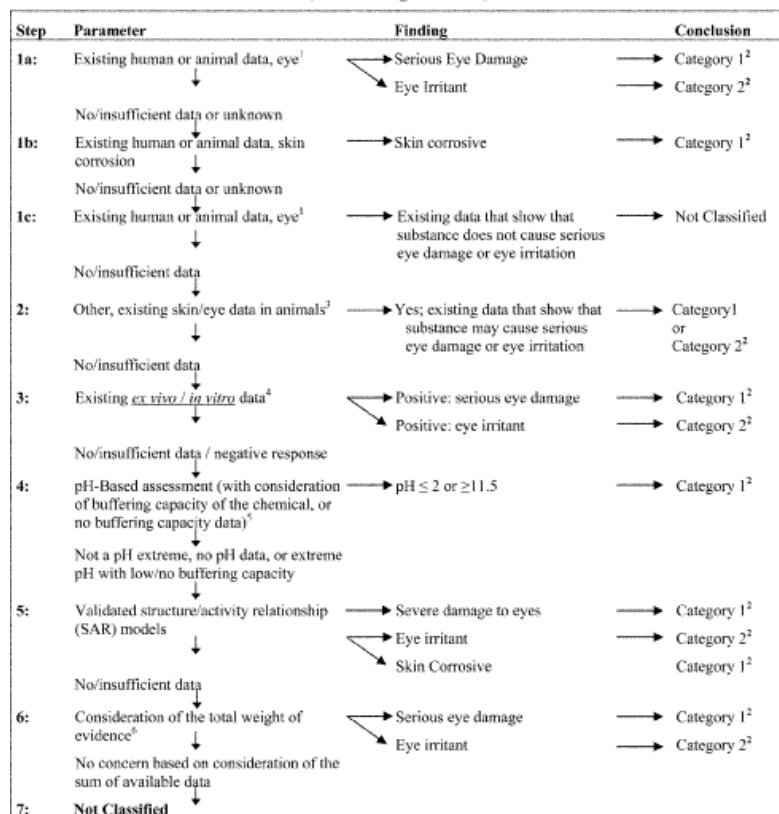 Step Parameter Finding Conclusion
1a: Existing human or animal data, eye¹ Serious Eye Damage Category 1²
Eye Irritant Category 2²
No/insufficient data or unknown
1b: Existing human or animal data, skin Skin corrosive Category 1²
corrosion
No/insufficient data or unknown
1c: Existing human or animal data, eye¹ Existing data that show that Not Classified
substance does not cause serious
eye damage or eye irritation
No/insufficient data
2: Other, existing skin/eye data in animals³ Yes; existing data that show that Category1
substance may cause serious or
eye damage or eye irritation Category 2²
No/insufficient data
3: Existing ex vivo / in vitro data⁴ Positive: serious eye damage Category 1²
Positive: eye irritant Category 2²
No/insufficient data / negative response
4: pH-Based assessment (with consideration pH ≤ 2 or ≥11.5 Category 1²
of buffering capacity of the chemical, or
no buffering capacity data)⁵
Not a pH extreme, no pH data, or extreme
pH with low/no buffering capacity
5: Validated structure/activity relationship Severe damage to eyes Category 1²
(SAR) models Eye irritant Category 2²
Skin Corrosive Category 1²
No/insufficient data
6: Consideration of the total weight of Serious eye damage Category 1²
evidence⁶ Eye irritant Category 2²
No concern based on consideration of the
sum of available data
7: Not Classified